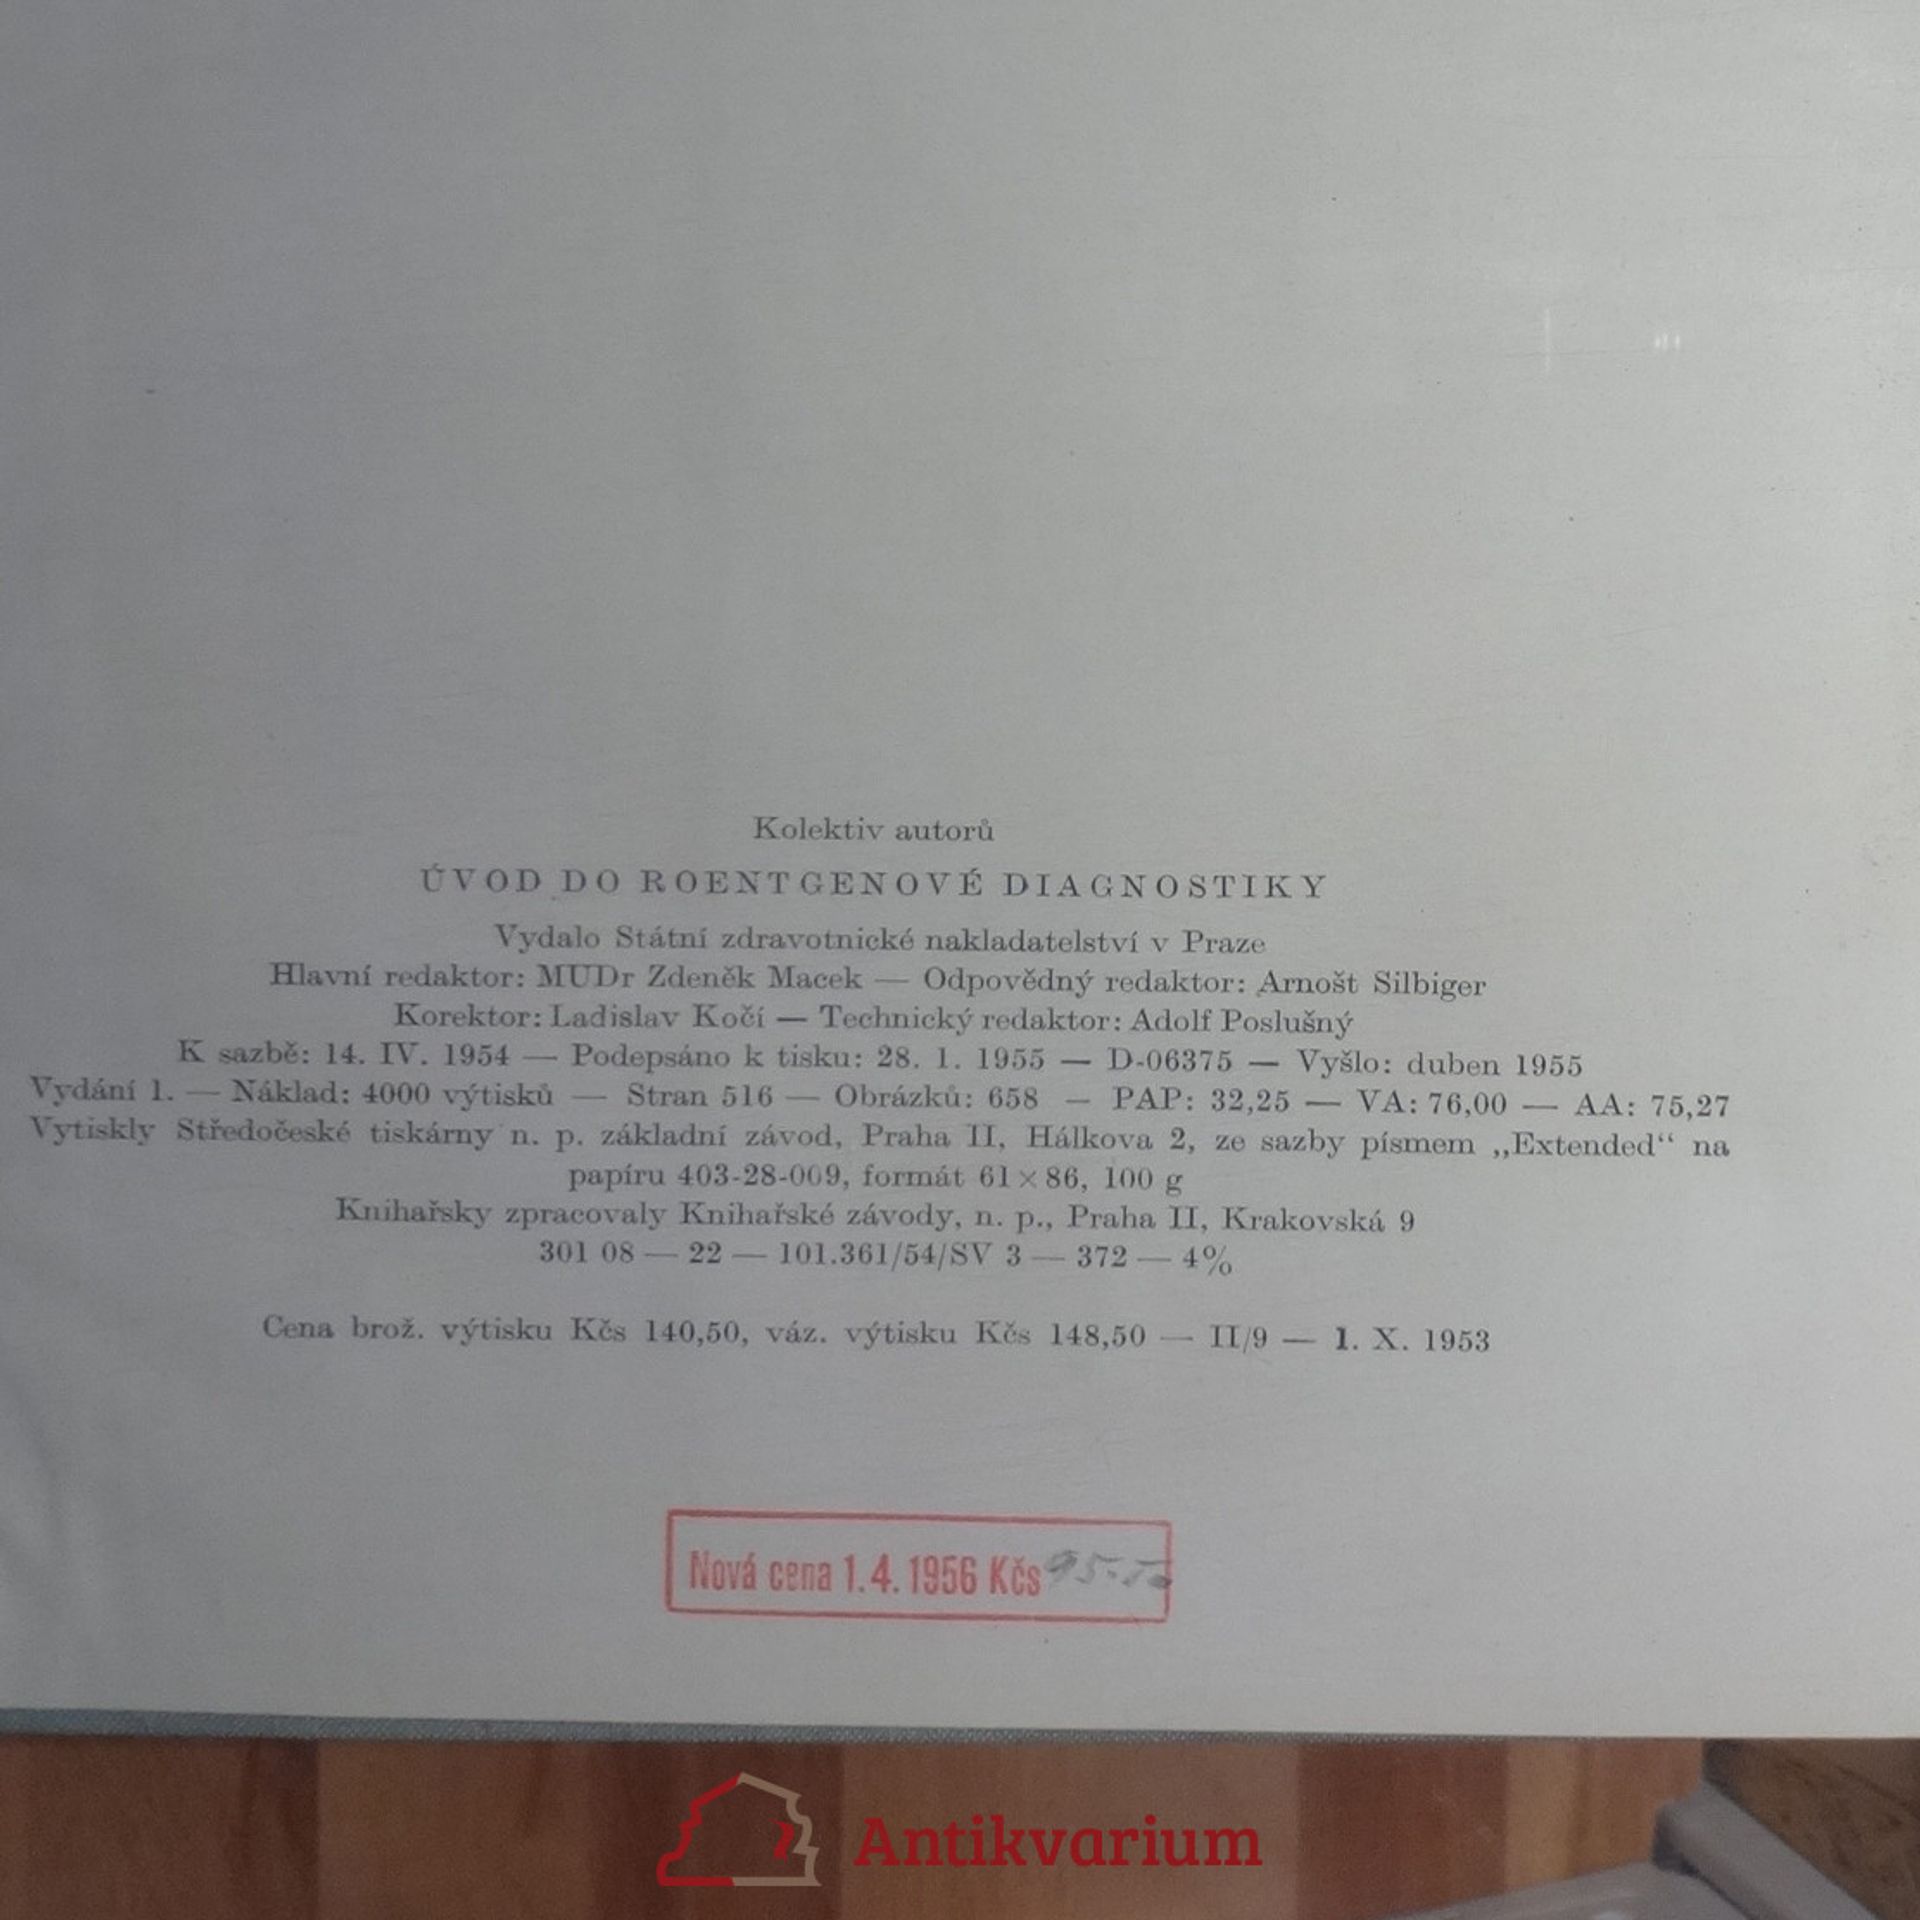 Kolektiv autorů
ÚVOD DO ROENTGENOVÉ DIAGNOSTIKY
Vydalo Státní zdravotnické nakladatelství v Praze
Hlavní redaktor: MUDr Zdeněk Macek — Odpovědný redaktor: Arnošt Silbiger
Korektor: Ladislav Kočí — Technický redaktor: Adolf Poslušný
K sazbě: 14. IV. 1954 — Podepsáno k tisku: 28. 1. 1955 — D-06375 — Vyšlo: duben 1955
Vydání 1. — Náklad: 4000 výtisků — Stran 516 — Obrázků: 658 — PAP: 32,25 — VA: 76,00 — AA: 75,27
Vytiskly Středočeské tiskárny n. p. základní závod, Praha II, Hálkova 2, ze sazby písmem „Extended“ na
papíru 403-28-009, formát 61×86, 100 g
Knihařsky zpracovaly Knihařské závody, n. p., Praha II, Krakovská 9
301 08 — 22 — 101.361/54/SV 3 — 372 — 4%
Cena brož. výtisku Kčs 140,50, váz. výtisku Kčs 148,50 — II/9 — 1. X. 1953
Nová cena 1.4.1956 Kčs
Antikvarium